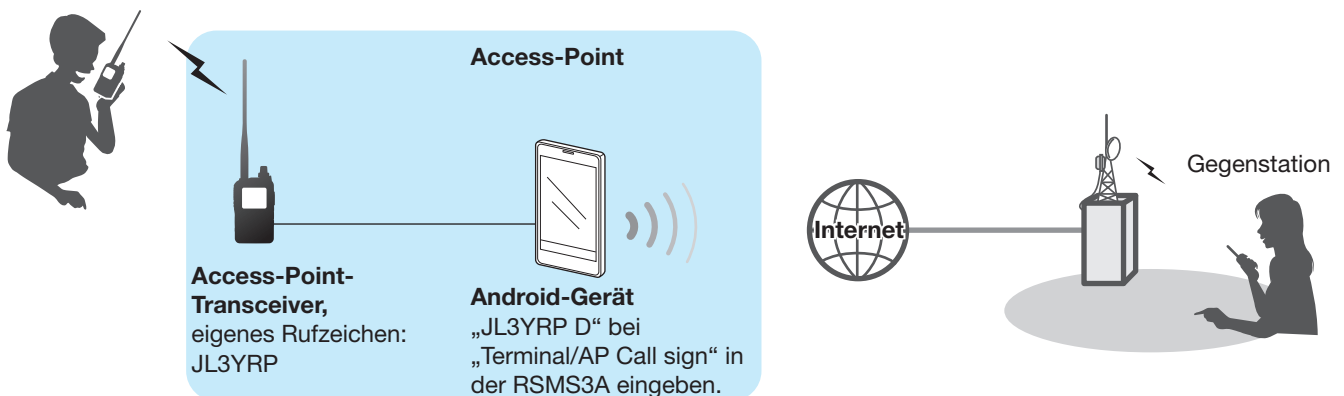 Access-Point
Access-Point-
Transceiver,
eigenes Rufzeichen:
JL3YRP
Android-Gerät
„JL3YRP D“ bei
„Terminal/AP Call sign“ in
der RSMS3A eingeben.
Internet
Gegenstation